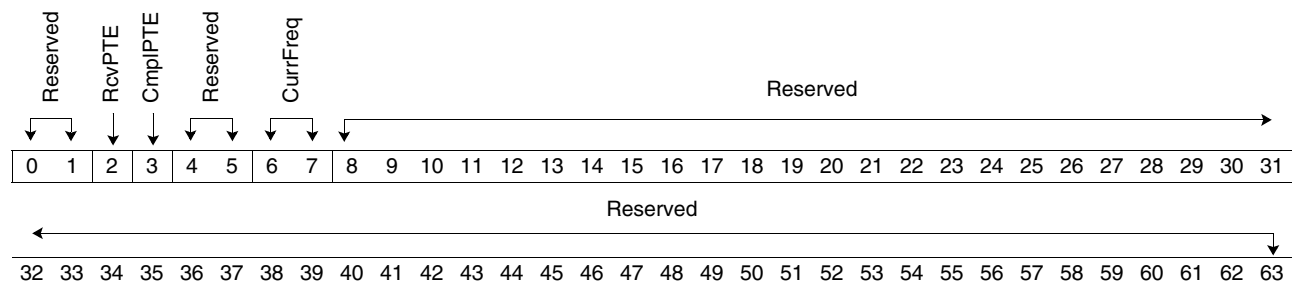 Reserved RcvPTE CmplPTE Reserved CurrFreq
Reserved
0 1 2 3 4 5 6 7 8 9 10 11 12 13 14 15 16 17 18 19 20 21 22 23 24 25 26 27 28 29 30 31
Reserved
32 33 34 35 36 37 38 39 40 41 42 43 44 45 46 47 48 49 50 51 52 53 54 55 56 57 58 59 60 61 62 63